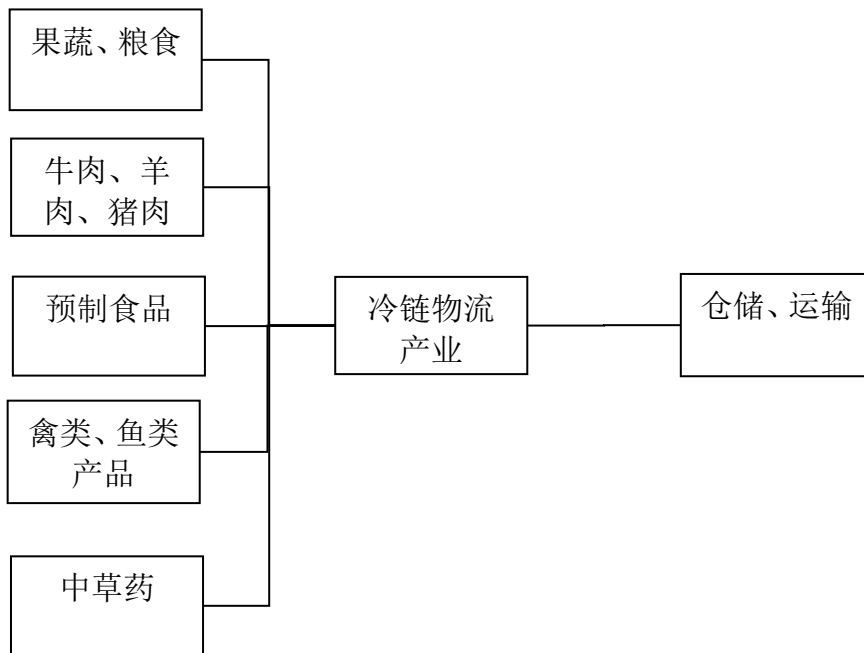 果蔬、粮食
牛肉、羊
肉、猪肉
预制食品
禽类、鱼类
产品
中草药
冷链物流
产业
仓储、运输